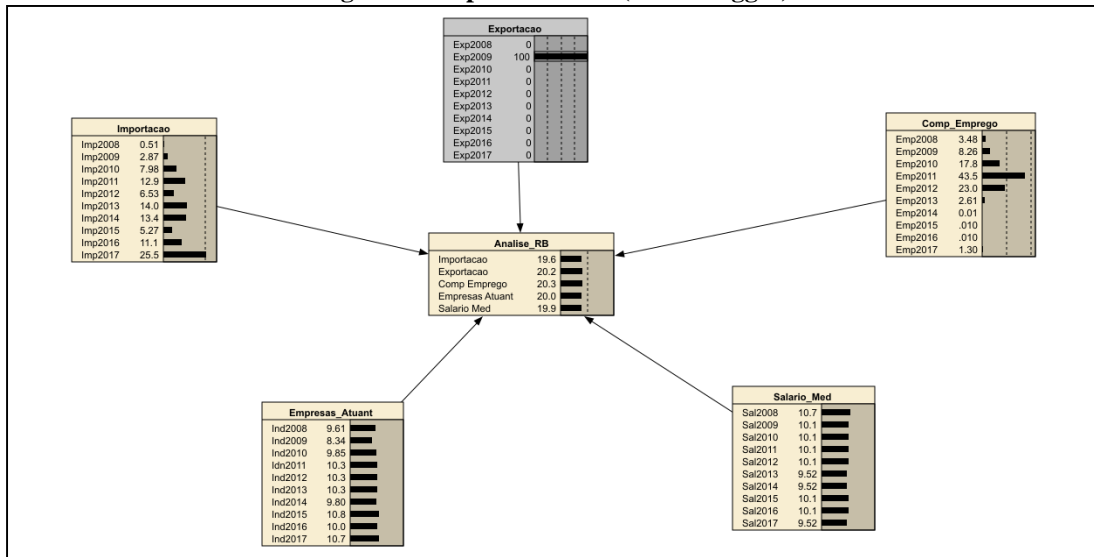 Exportacao
Exp2008 0
Exp2009 100
Exp2010 0
Exp2011 0
Exp2012 0
Exp2013 0
Exp2014 0
Exp2015 0
Exp2016 0
Exp2017 0
Importacao
Imp2008 0.51
Imp2009 2.87
Imp2010 7.98
Imp2011 12.9
Imp2012 6.53
Imp2013 14.0
Imp2014 13.4
Imp2015 5.27
Imp2016 11.1
Imp2017 25.5
Comp_Emprego
Emp2008 3.48
Emp2009 8.26
Emp2010 17.8
Emp2011 43.5
Emp2012 23.0
Emp2013 2.61
Emp2014 0.01
Emp2015 .010
Emp2016 .010
Emp2017 1.30
Analise_RB
Importacao 19.6
Exportacao 20.2
Comp Emprego 20.3
Empresas Atuant 20.0
Salario Med 19.9
Empresas_Atuant
Ind2008 9.61
Ind2009 8.34
Ind2010 9.85
Idn2011 10.3
Ind2012 10.3
Ind2013 10.3
Ind2014 9.80
Ind2015 10.8
Ind2016 10.0
Ind2017 10.7
Salario_Med
Sal2008 10.7
Sal2009 10.1
Sal2010 10.1
Sal2011 10.1
Sal2012 10.1
Sal2013 9.52
Sal2014 9.52
Sal2015 10.1
Sal2016 10.1
Sal2017 9.52